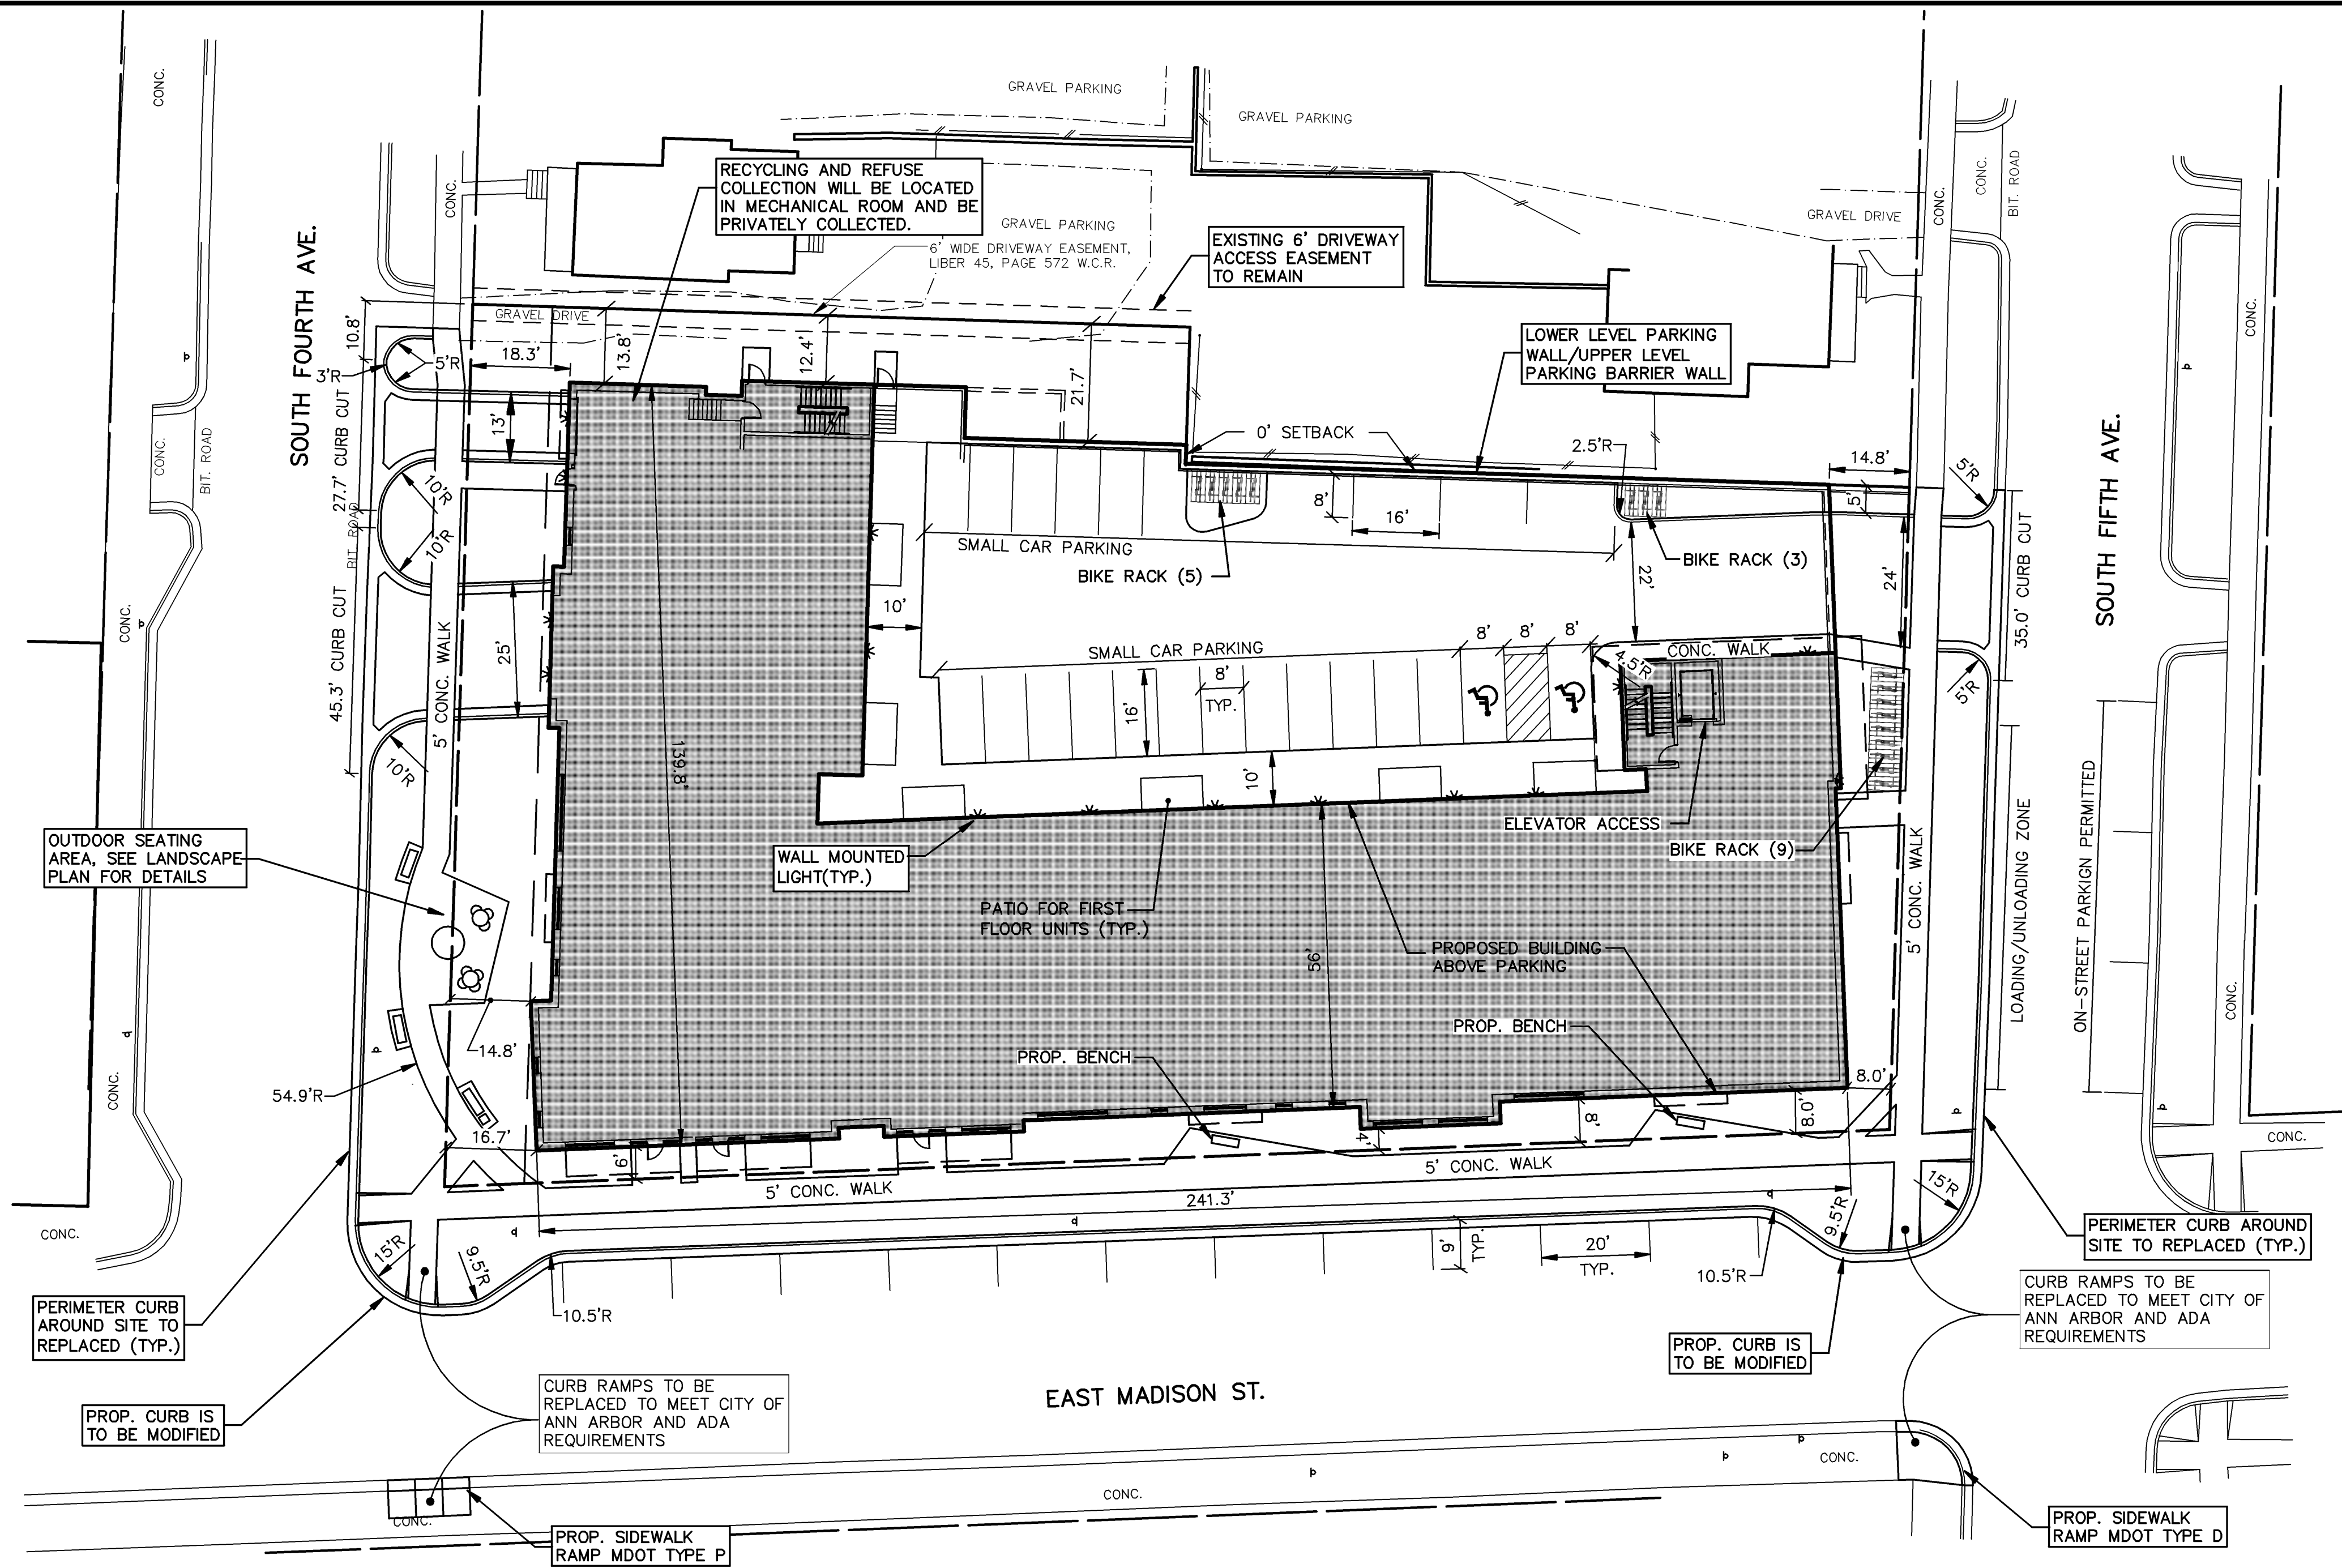 CONC.
CONC.
CONC.
CONC.
BIT. ROAD
CONC.
CONC.
CONC.
SOUTH FOURTH AVE.
GRAVEL PARKING
GRAVEL PARKING
GRAVEL PARKING
RECYCLING AND REFUSE
COLLECTION WILL BE LOCATED
IN MECHANICAL ROOM AND BE
PRIVATELY COLLECTED.
6' WIDE DRIVEWAY EASEMENT,
LIBER 45, PAGE 572 W.C.R.
EXISTING 6' DRIVEWAY
ACCESS EASEMENT
TO REMAIN
GRAVEL DRIVE
CONC.
CONC.
BIT. ROAD
CONC.
SOUTH FIFTH AVE.
GRAVEL DRIVE
LOWER LEVEL PARKING
WALL/UPPER LEVEL
PARKING BARRIER WALL
10.8'
3'R
5'R
18.3'
13.8'
12.4'
21.7'
13'
27.7' CURB CUT
BIT. ROAD
10'R
10'R
45.3' CURB CUT
25'
5' CONC. WALK
10'R
0' SETBACK
2.5'R
14.8'
5'R
5'
8'
16'
SMALL CAR PARKING
BIKE RACK (5)
BIKE RACK (3)
22'
24'
35.0' CURB CUT
10'
SMALL CAR PARKING
8'
8'
8'
CONC. WALK
4.5'R
5'R
8'
TYP.
16'
10'
139.8'
ELEVATOR ACCESS
BIKE RACK (9)
5' CONC. WALK
LOADING/UNLOADING ZONE
ON-STREET PARKIGN PERMITTED
OUTDOOR SEATING
AREA, SEE LANDSCAPE
PLAN FOR DETAILS
WALL MOUNTED
LIGHT(TYP.)
PATIO FOR FIRST
FLOOR UNITS (TYP.)
56'
PROPOSED BUILDING
ABOVE PARKING
PROP. BENCH
PROP. BENCH
14.8'
54.9'R
16.7'
6'
4'
8'
8.0'
8.0'
5' CONC. WALK
5' CONC. WALK
241.3'
15'R
9.5'R
10.5'R
9'
TYP.
20'
TYP.
10.5'R
9.5'R
15'R
CONC.
CONC.
PERIMETER CURB
AROUND SITE TO
REPLACED (TYP.)
PERIMETER CURB AROUND
SITE TO REPLACED (TYP.)
CURB RAMPS TO BE
REPLACED TO MEET CITY OF
ANN ARBOR AND ADA
REQUIREMENTS
PROP. CURB IS
TO BE MODIFIED
PROP. CURB IS
TO BE MODIFIED
CURB RAMPS TO BE
REPLACED TO MEET CITY OF
ANN ARBOR AND ADA
REQUIREMENTS
EAST MADISON ST.
CONC.
CONC.
CONC.
PROP. SIDEWALK
RAMP MDOT TYPE P
PROP. SIDEWALK
RAMP MDOT TYPE D